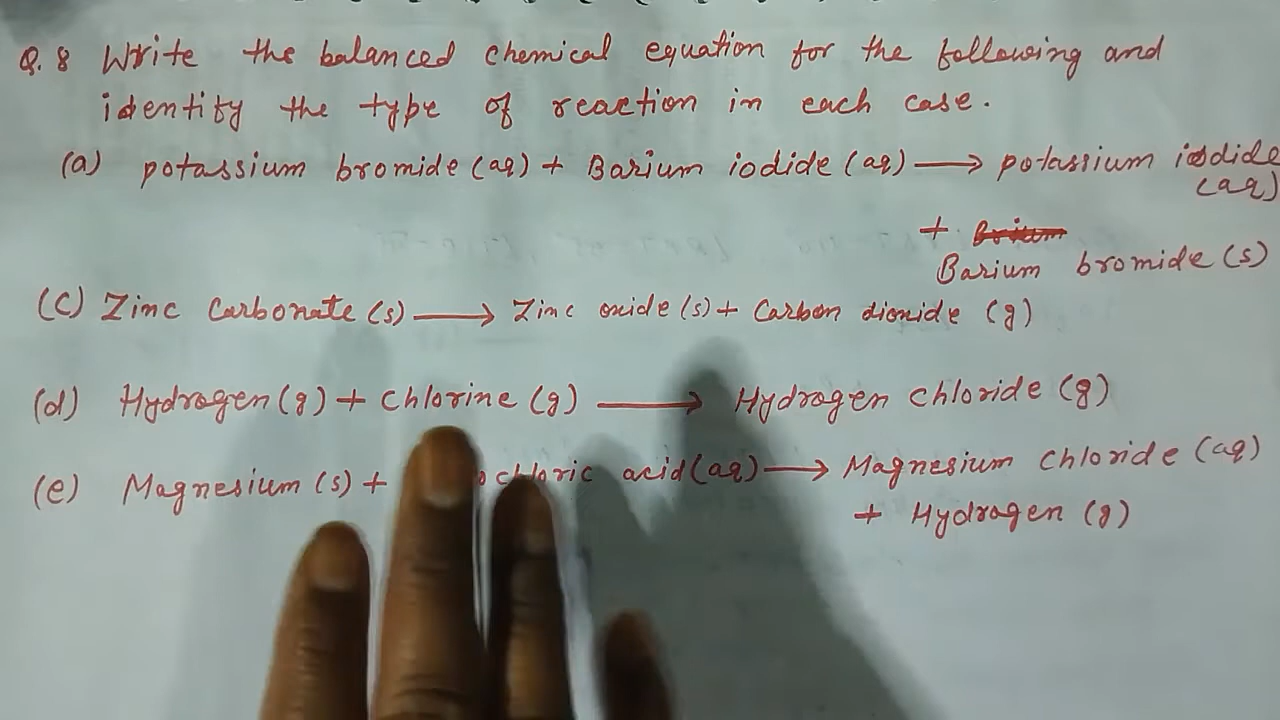 Q. 8 Write the balanced chemical equation for the following and
identify the type of reaction in each case.
(a) potassium bromide (aq) + Barium iodide (aq) ⟶ potassium iodide
(aq)
+
Barium bromide (s)
(c) Zinc Carbonate (s) ⟶ Zinc oxide (s) + Carbon dioxide (g)
(d) Hydrogen (g) + Chlorine (g) ⟶ Hydrogen chloride (g)
(e) Magnesium (s) + ochloric acid (aq) ⟶ Magnesium Chloride (aq)
+ Hydrogen (g)